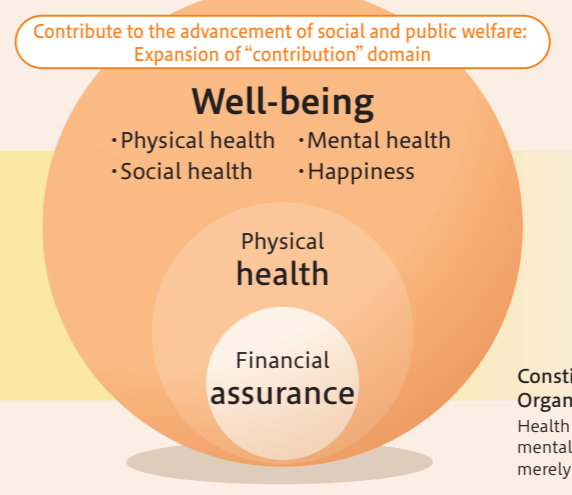 Contribute to the advancement of social and public welfare:
Expansion of “contribution” domain
Well-being
・Physical health ・Mental health
・Social health ・Happiness
Physical
health
Financial
assurance
Consti
Organ
Health
mental
merely